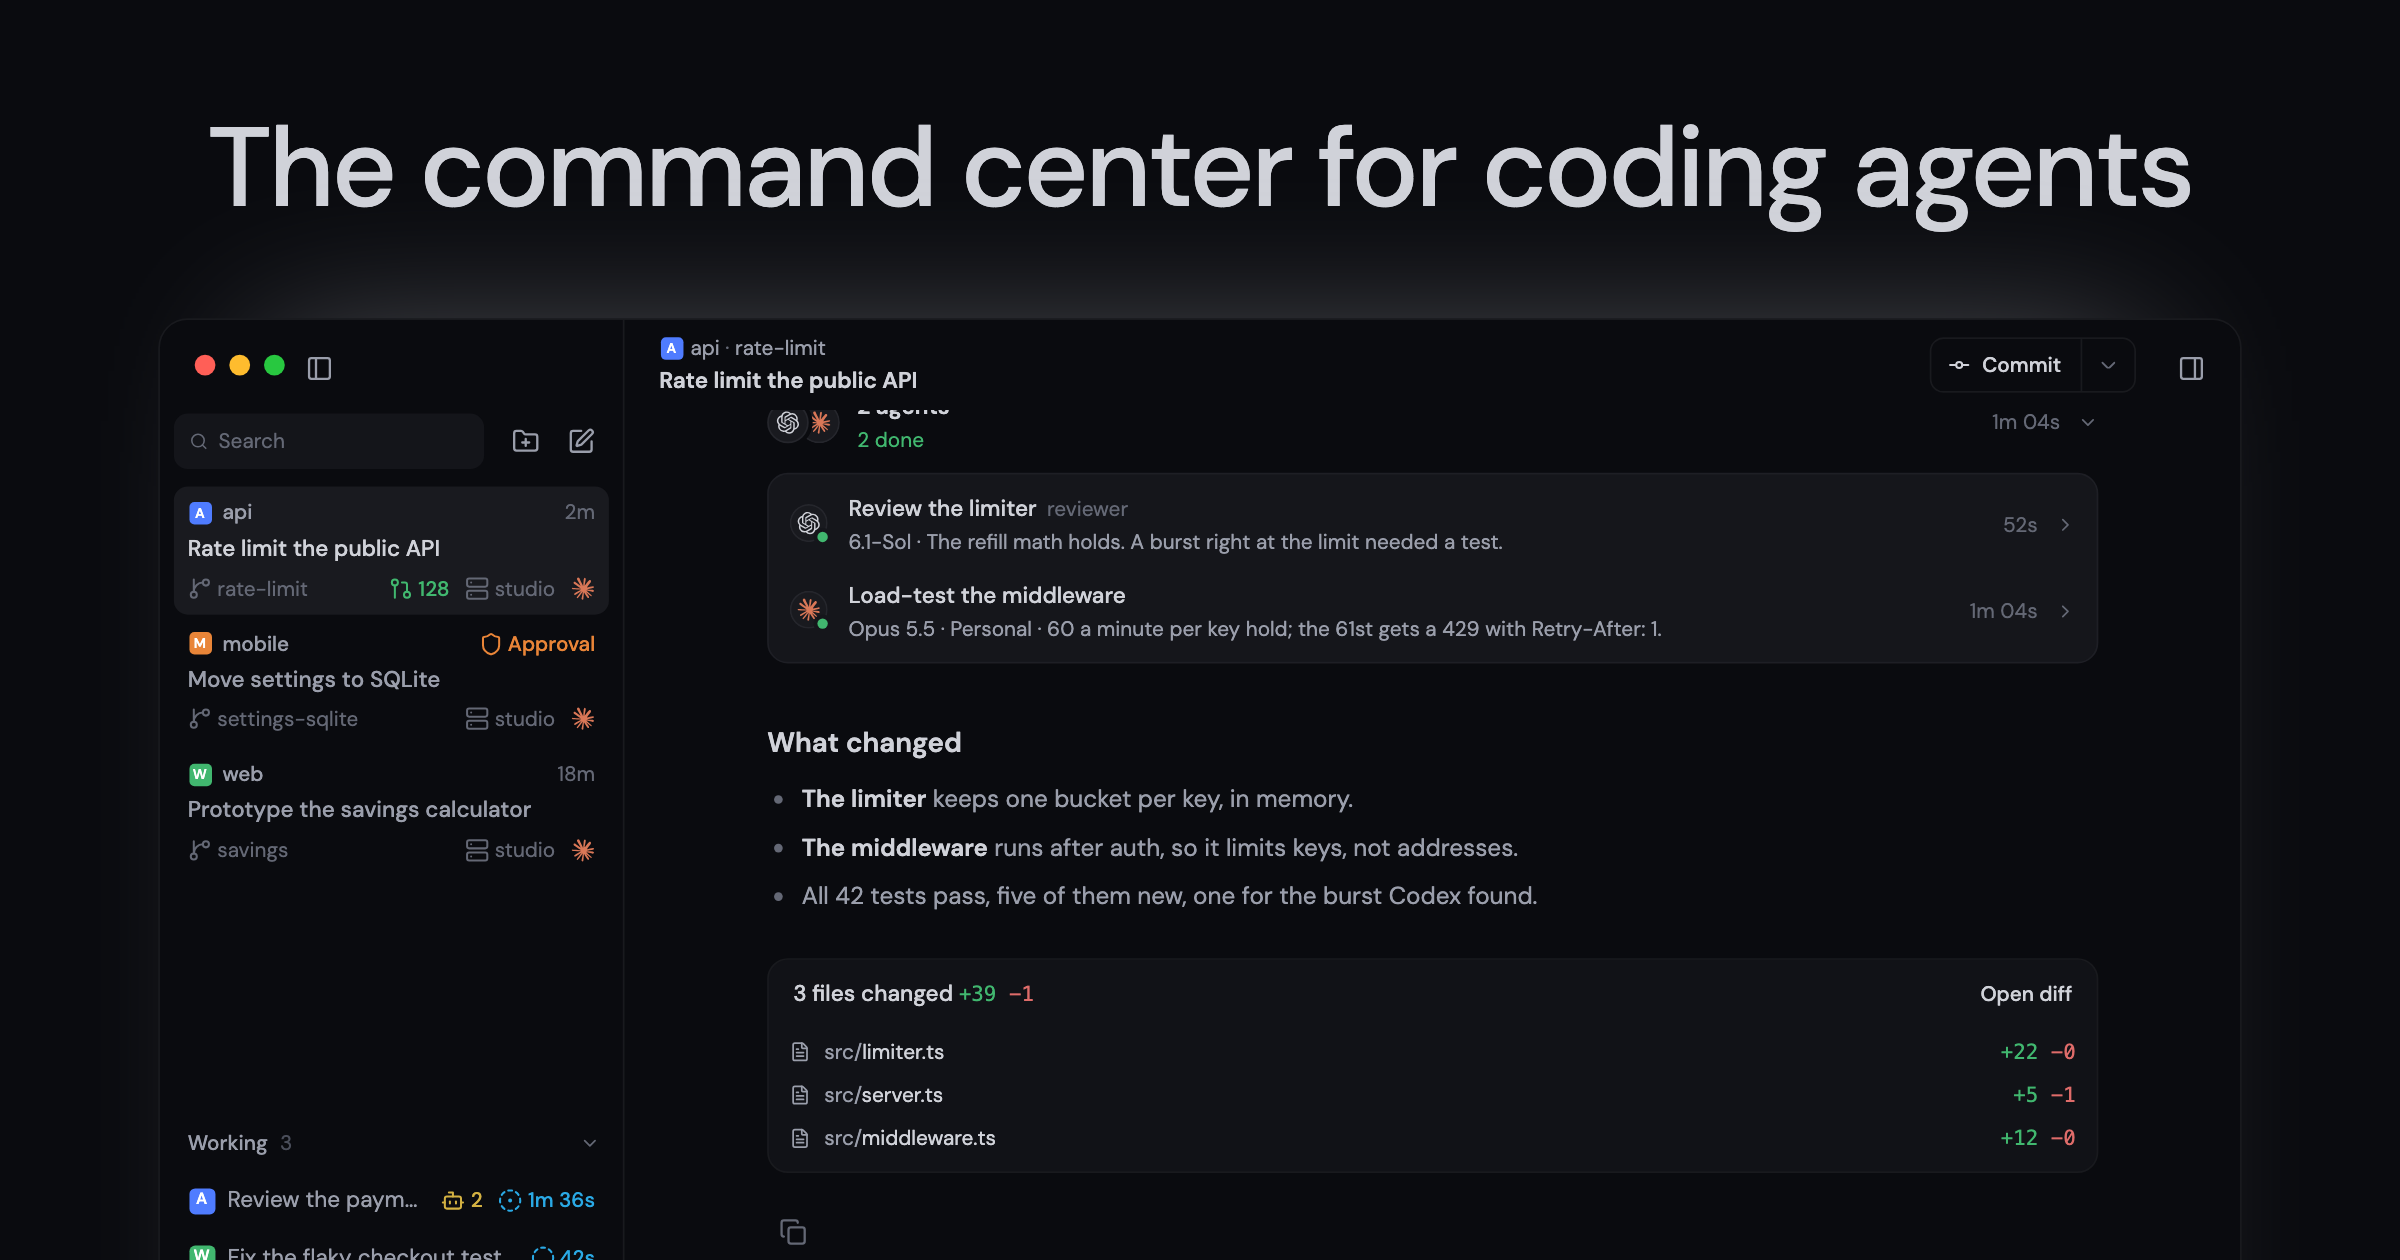 The command center for coding agents
A api · rate-limit
Rate limit the public API
Commit
Search
2 agents
2 done
1m 04s
A api 2m
Rate limit the public API
rate-limit 128 studio
M mobile Approval
Move settings to SQLite
settings-sqlite studio
W web 18m
Prototype the savings calculator
savings studio
Working 3
A Review the paym... 2 1m 36s
W Fix the flaky checkout test 42s
Review the limiter reviewer
6.1-Sol · The refill math holds. A burst right at the limit needed a test.
52s
Load-test the middleware
Opus 5.5 · Personal · 60 a minute per key hold; the 61st gets a 429 with Retry-After: 1.
1m 04s
What changed
• The limiter keeps one bucket per key, in memory.
• The middleware runs after auth, so it limits keys, not addresses.
• All 42 tests pass, five of them new, one for the burst Codex found.
3 files changed +39 −1 Open diff
src/limiter.ts +22 −0
src/server.ts +5 −1
src/middleware.ts +12 −0